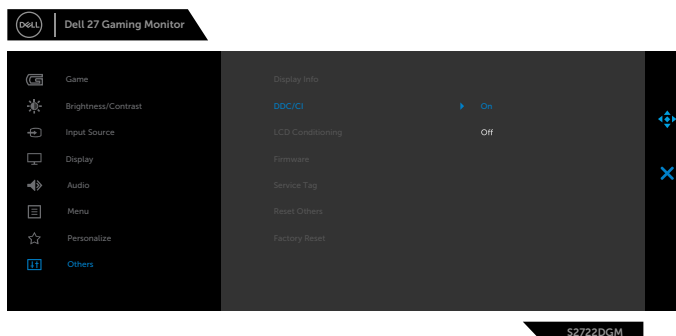 DELL
Dell 27 Gaming Monitor
Game
Display Info
Brightness/Contrast
DDC/CI
On
Input Source
LCD Conditioning
Off
Display
Firmware
Audio
Service Tag
Menu
Reset Others
Personalize
Factory Reset
Others
S2722DGM